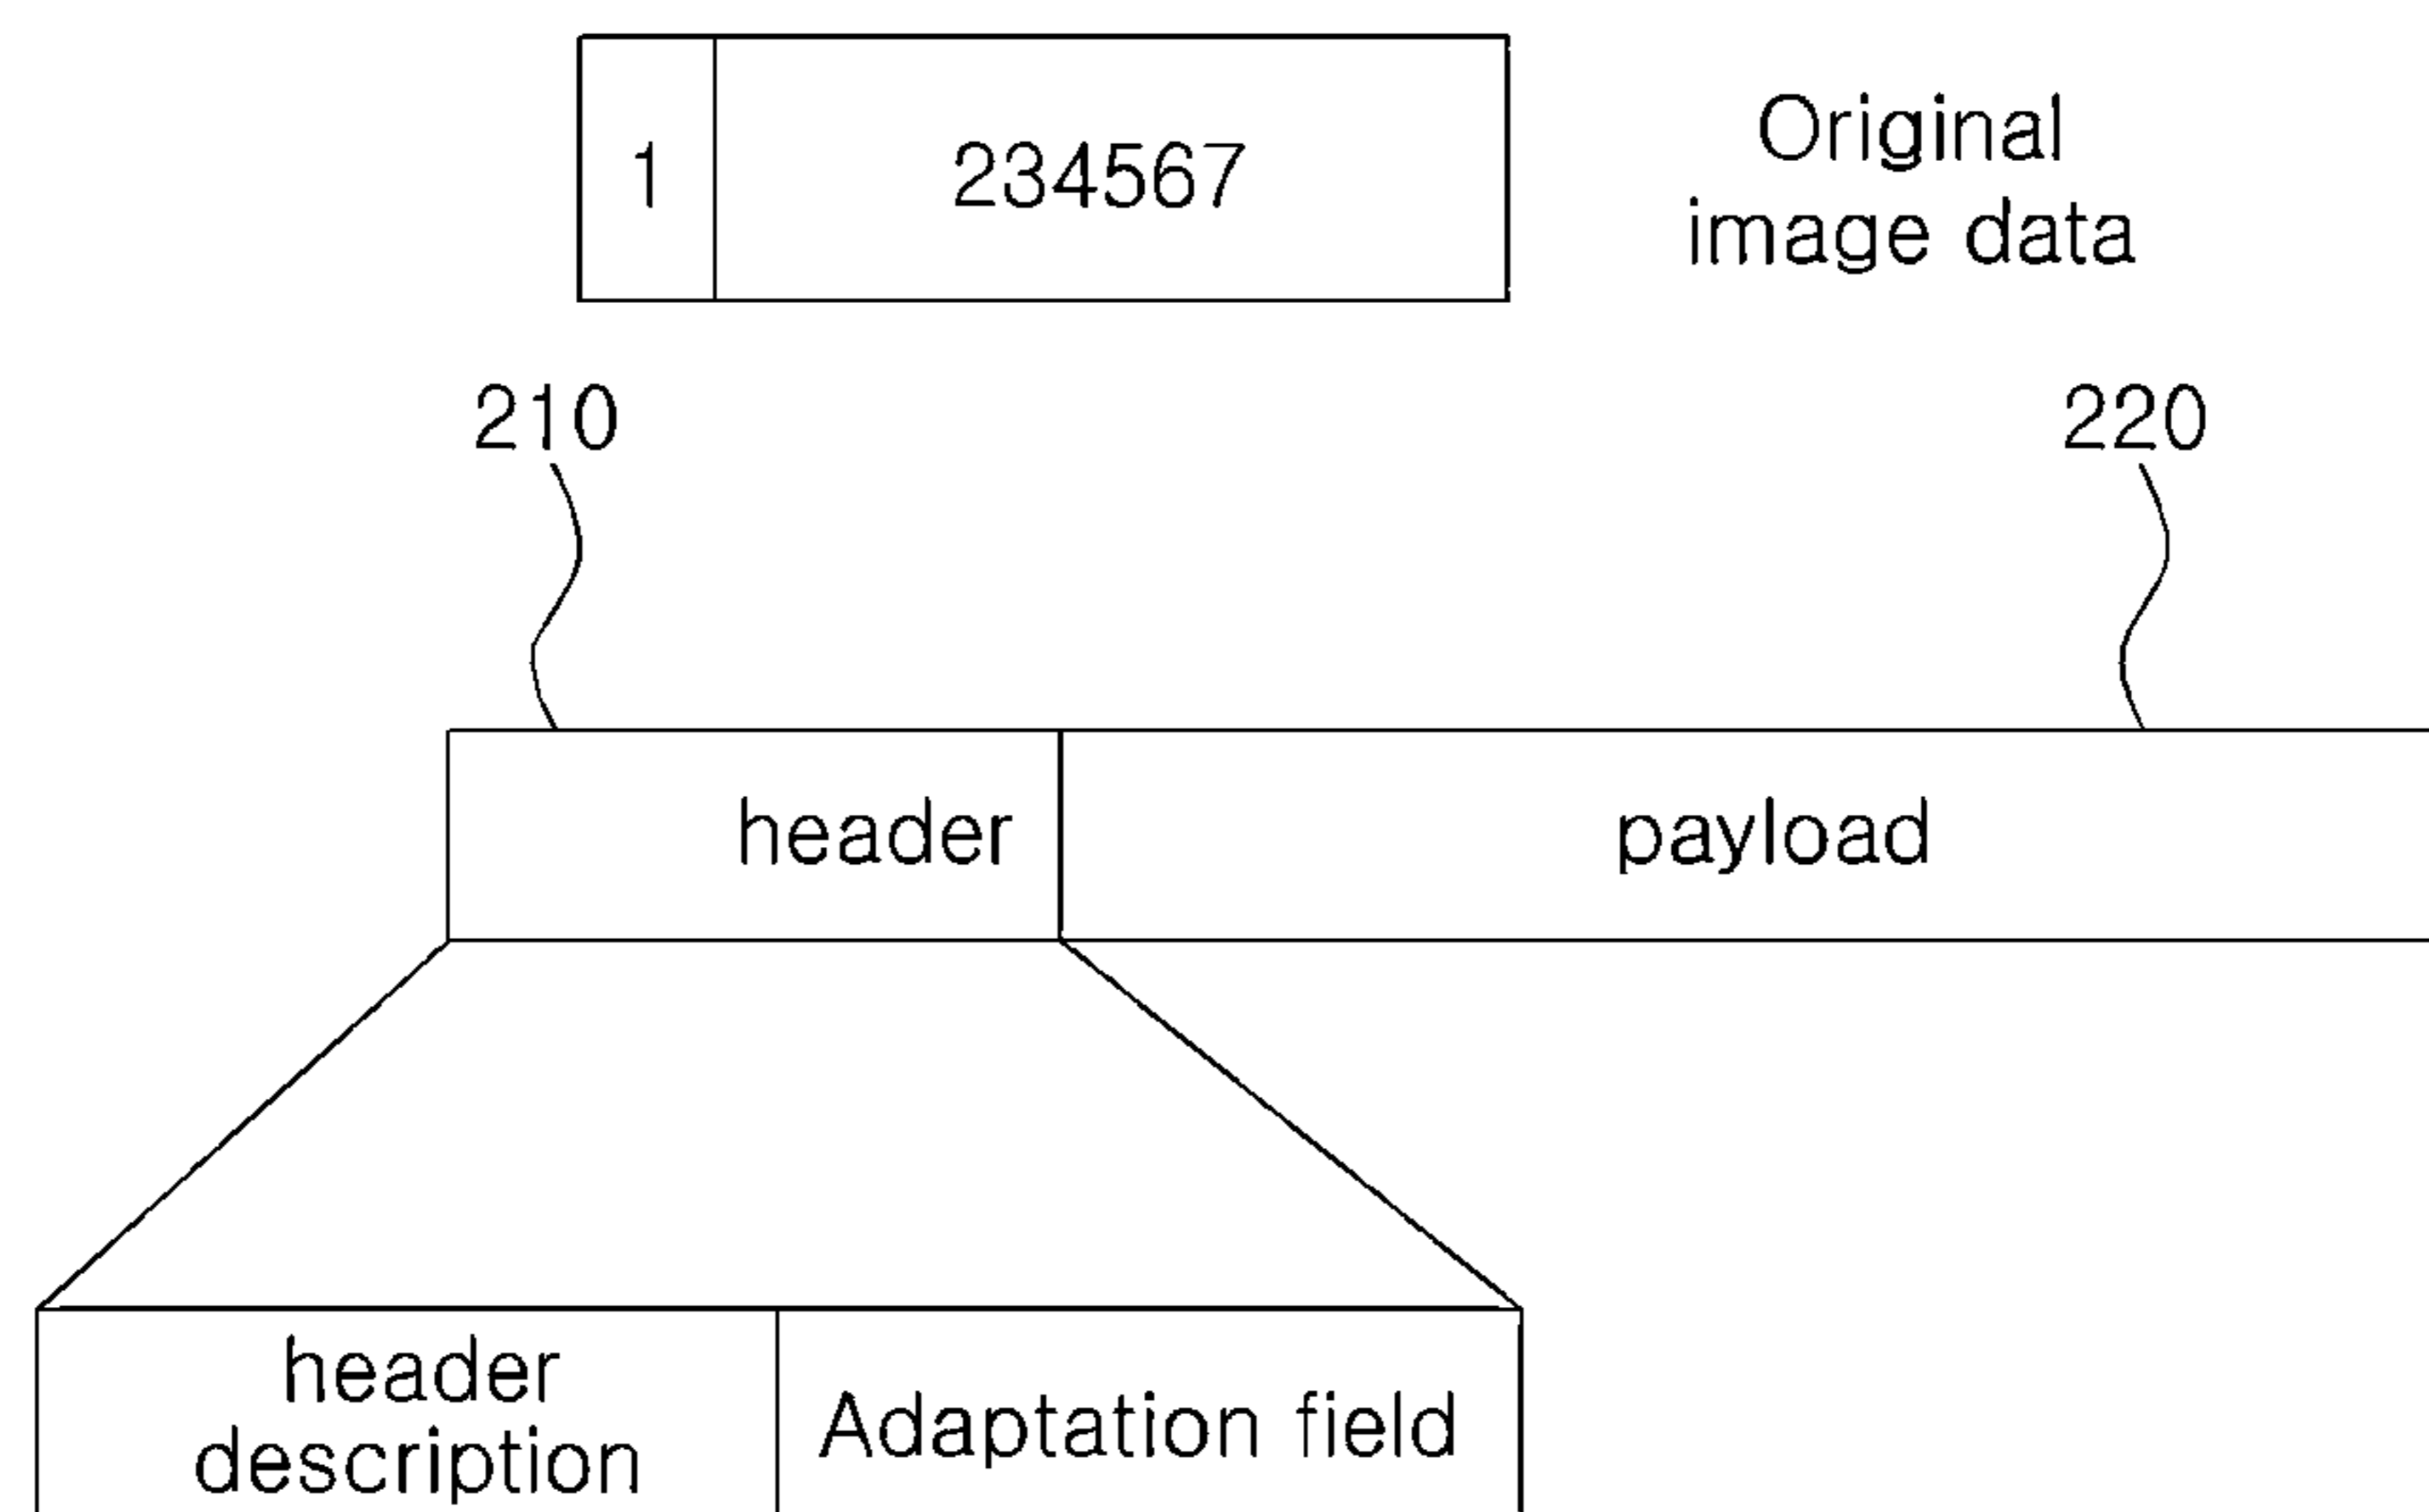 1 234567
Original
image data
210 220
header payload
header
description
Adaptation field